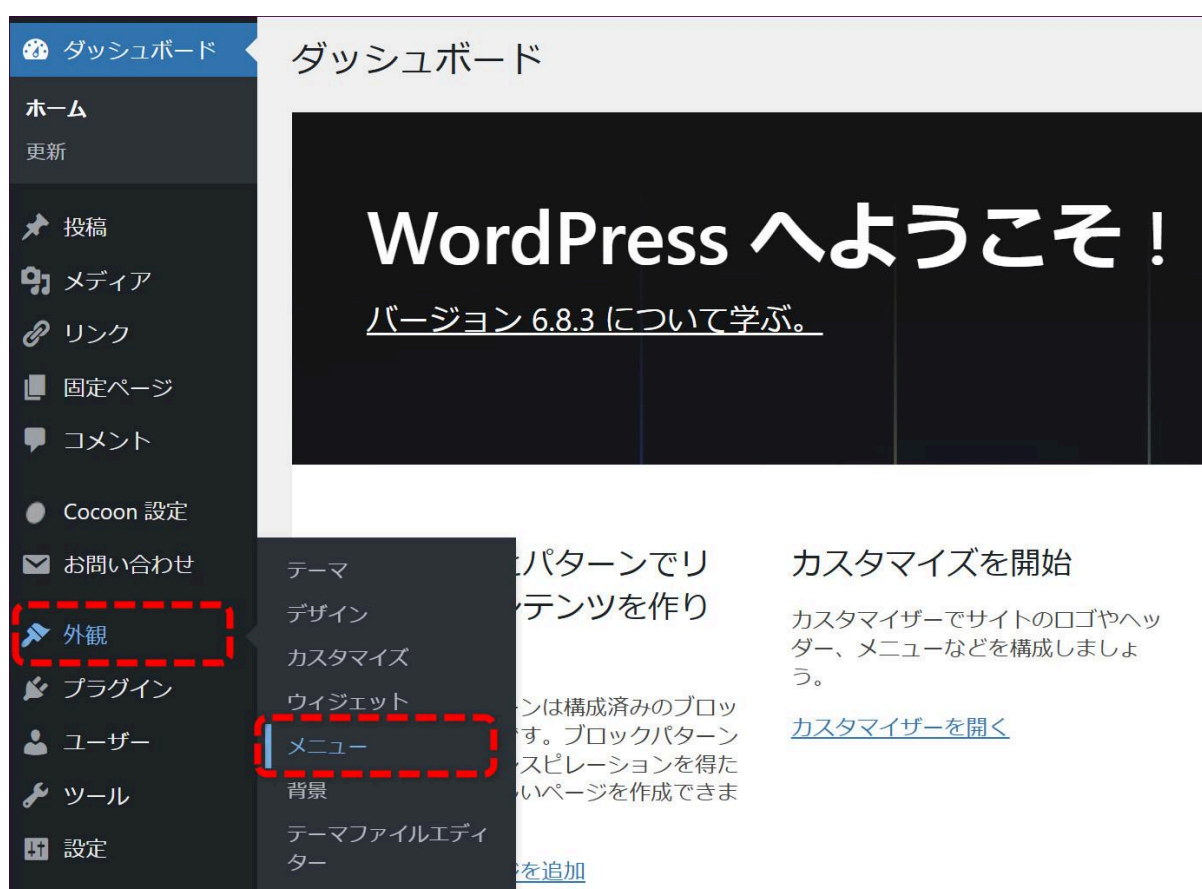 ダッシュボード
ホーム
更新
投稿
メディア
リンク
固定ページ
コメント
Cocoon 設定
お問い合わせ
外観
プラグイン
ユーザー
ツール
設定
テーマ
デザイン
カスタマイズ
ウィジェット
メニュー
背景
テーマファイルエディ
ター
ダッシュボード
WordPress へようこそ！
バージョン 6.8.3 について学ぶ。
パターンでリ
ンテンツを作り
ンは構成済みのブロッ
す。ブロックパターン
スピレーションを得た
いページを作成できま
を追加
カスタマイズを開始
カスタマイザーでサイトのロゴやヘッ
ダー、メニューなどを構成しましょ
う。
カスタマイザーを開く